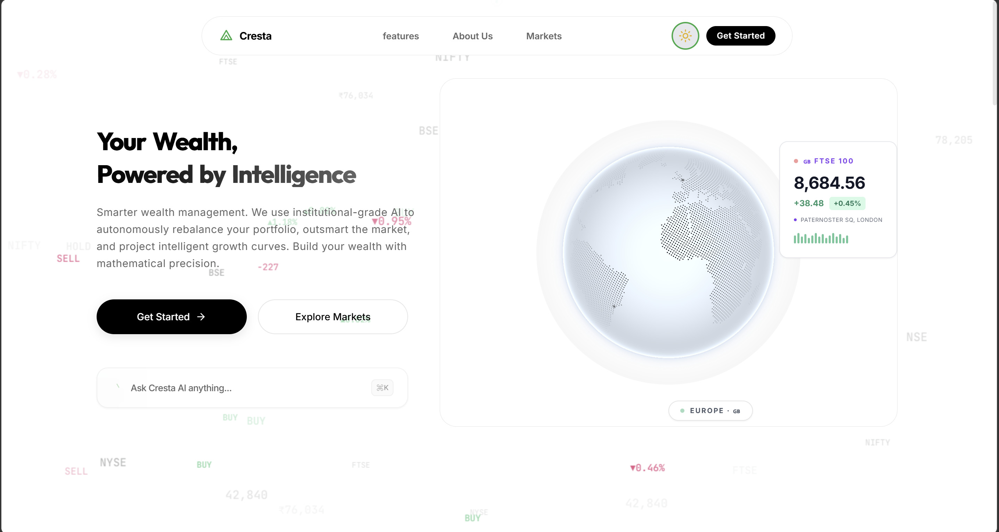 Cresta
features
About Us
Markets
Get Started
FTSE
NIFTY
▼0.28%
₹76,034
BSE
78,205
Your Wealth,
Powered by Intelligence
Smarter wealth management. We use institutional-grade AI to
autonomously rebalance your portfolio, outsmart the market,
and project intelligent growth curves. Build your wealth with
mathematical precision.
▲1.18%
▼0.95%
NIFTY
HOLD
SELL
BSE
-227
Get Started →
Explore Markets
Ask Cresta AI anything...
⌘K
GB FTSE 100
8,684.56
+38.48 +0.45%
PATERNOSTER SQ, LONDON
NSE
EUROPE · GB
BUY
BUY
NIFTY
SELL
NYSE
BUY
FTSE
▼0.46%
FTSE
42,840
₹76,034
42,840
NYSE
BUY